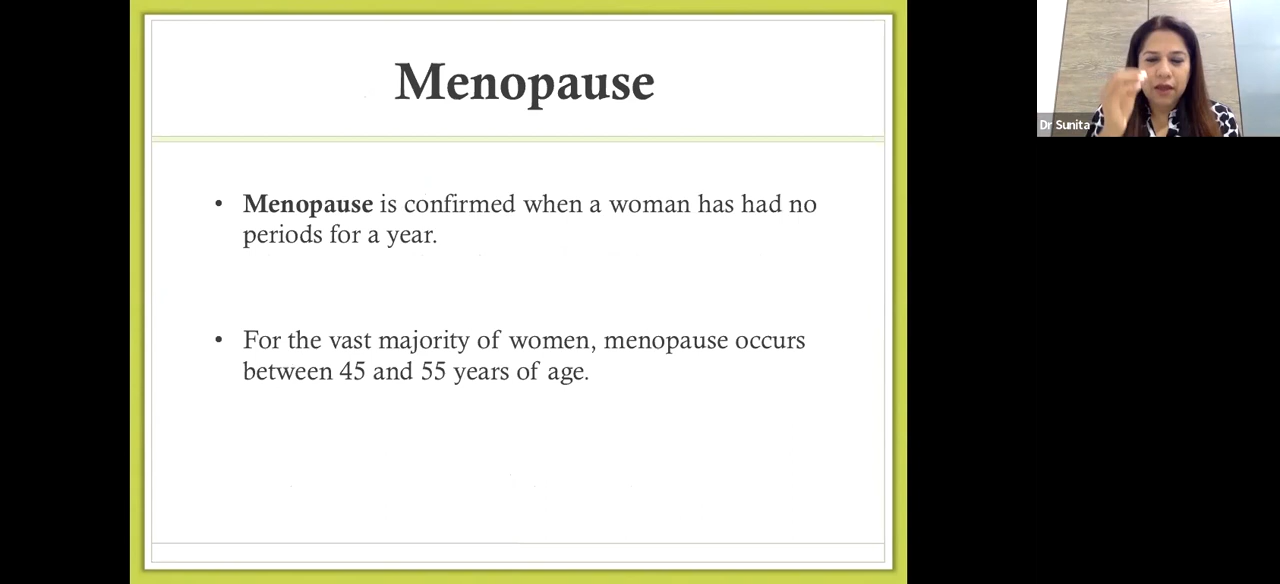 Menopause
• Menopause is confirmed when a woman has had no
periods for a year.
• For the vast majority of women, menopause occurs
between 45 and 55 years of age.
Dr Sunita